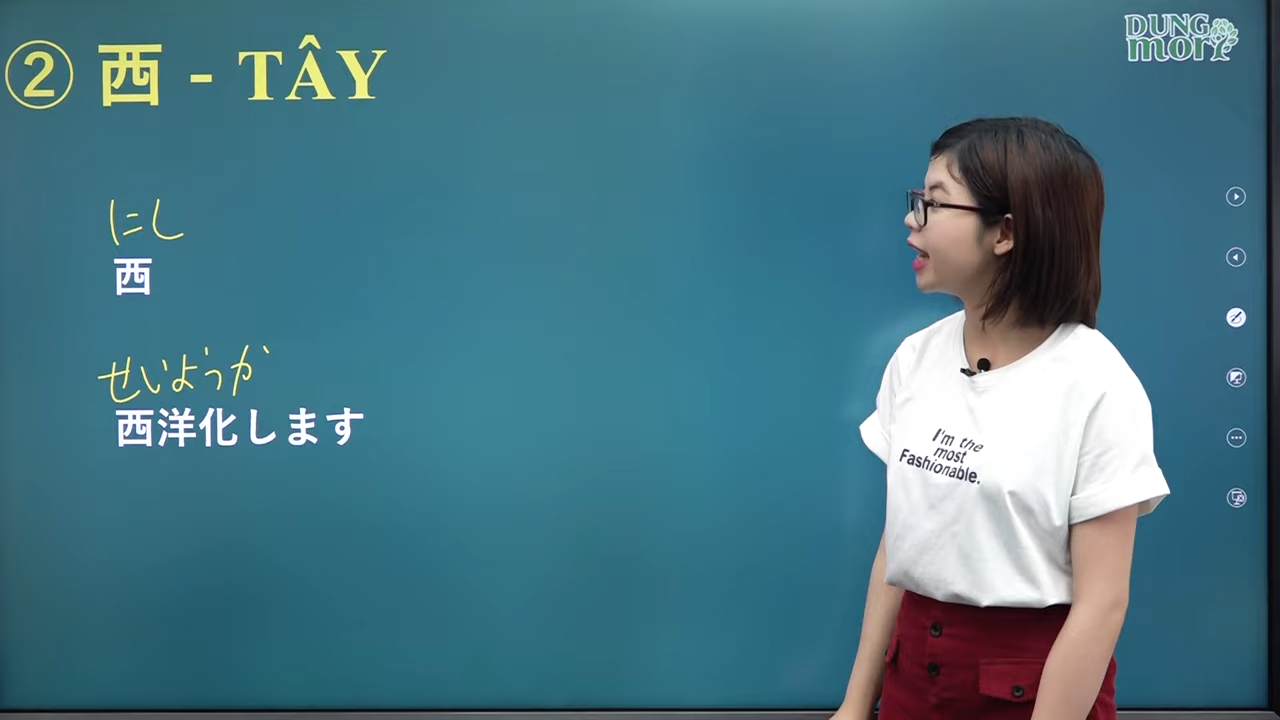 ② 西 - TÂY
DUNG
mori
にし
西
せいようか
西洋化します
I'm the
most
Fashionable.